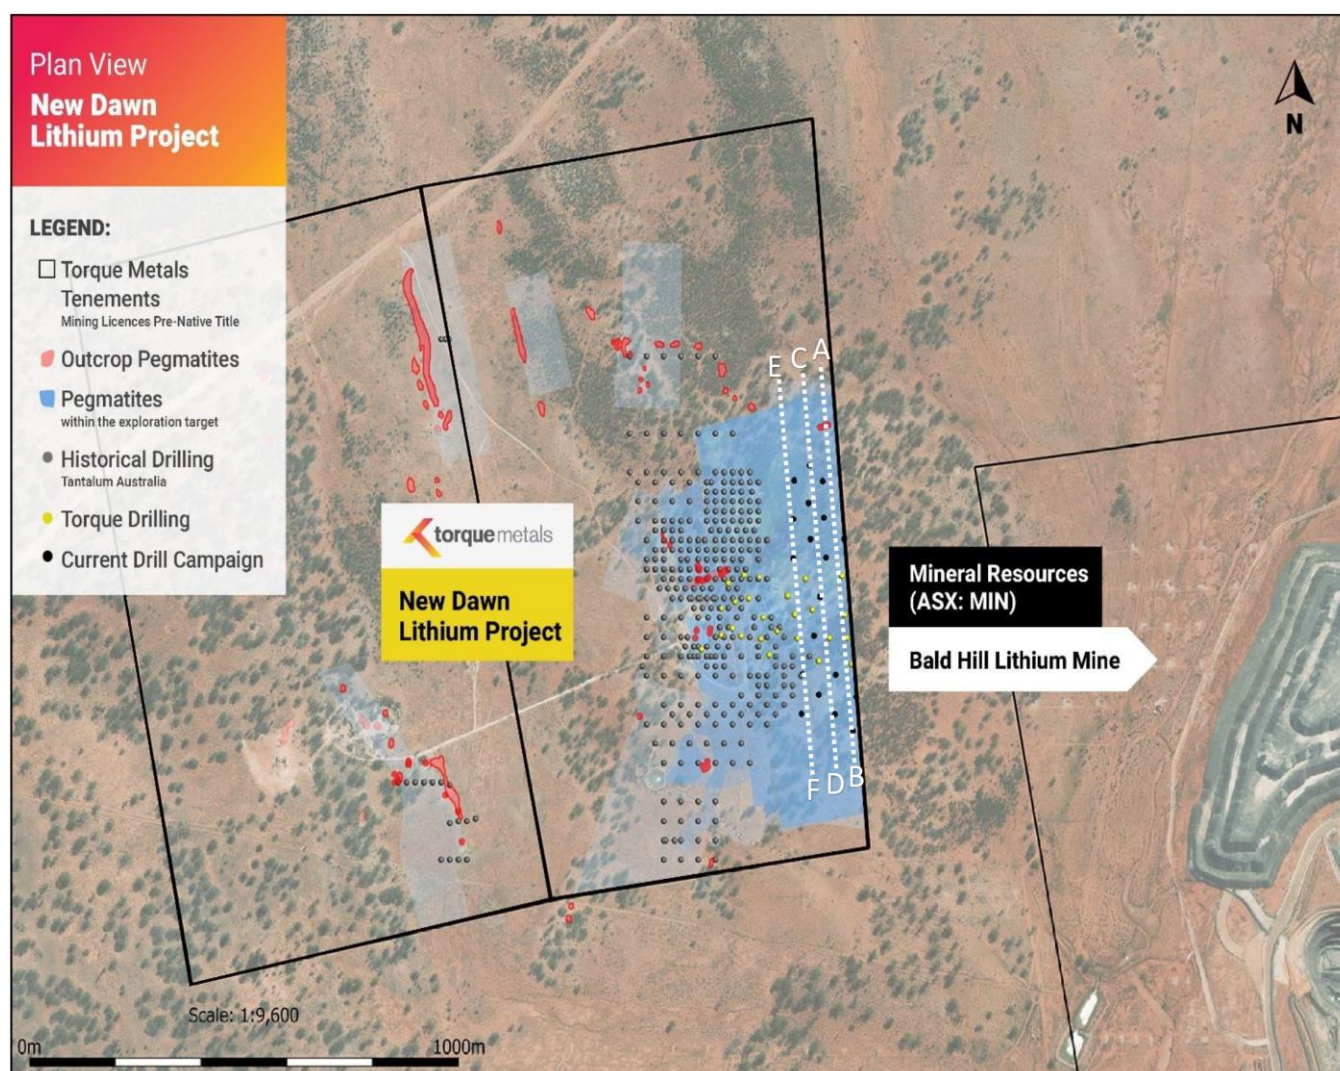 Plan View
New Dawn
Lithium Project
LEGEND:
Torque Metals
Tenements
Mining Licences Pre-Native Title
Outcrop Pegmatites
Pegmatites
within the exploration target
Historical Drilling
Tantalum Australia
Torque Drilling
Current Drill Campaign
N
E
C
A
torque metals
New Dawn
Lithium Project
Mineral Resources
(ASX: MIN)
Bald Hill Lithium Mine
F
D
B
Scale: 1:9,600
0m
1000m